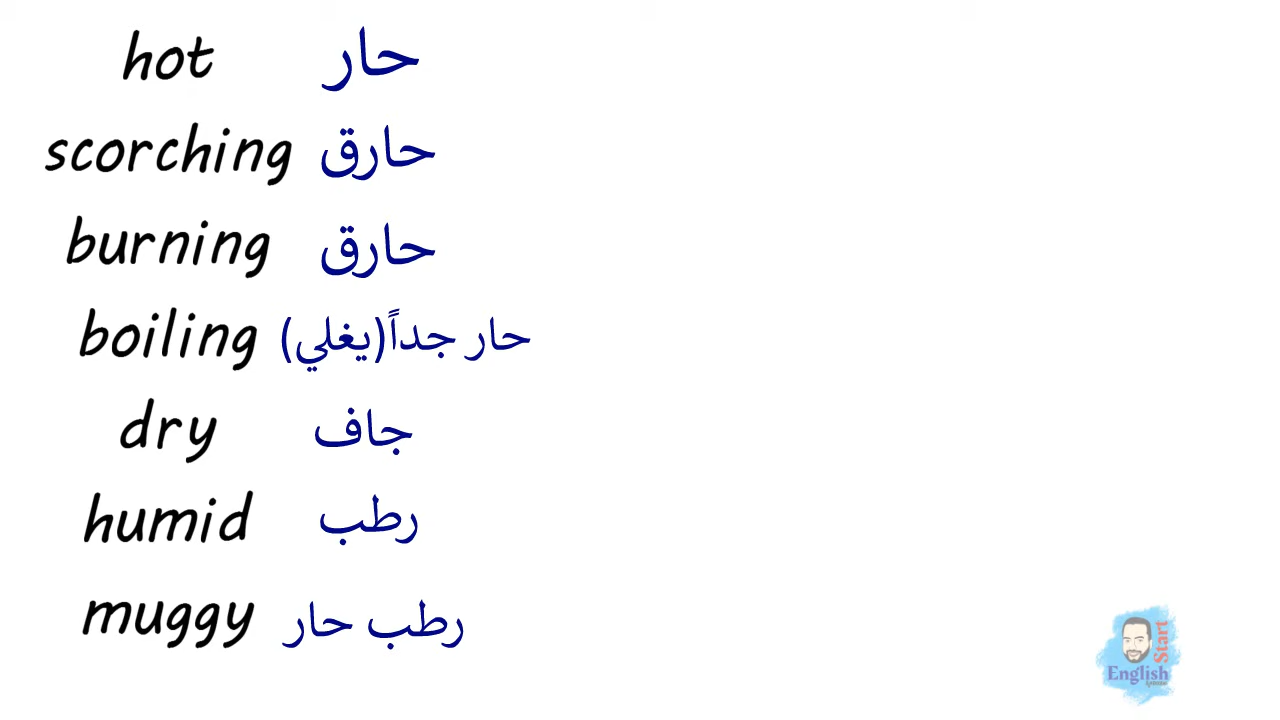 hot حار
scorching حارق
burning حارق
boiling حار جداً(يغلي)
dry جاف
humid رطب
muggy رطب حار
Start
English